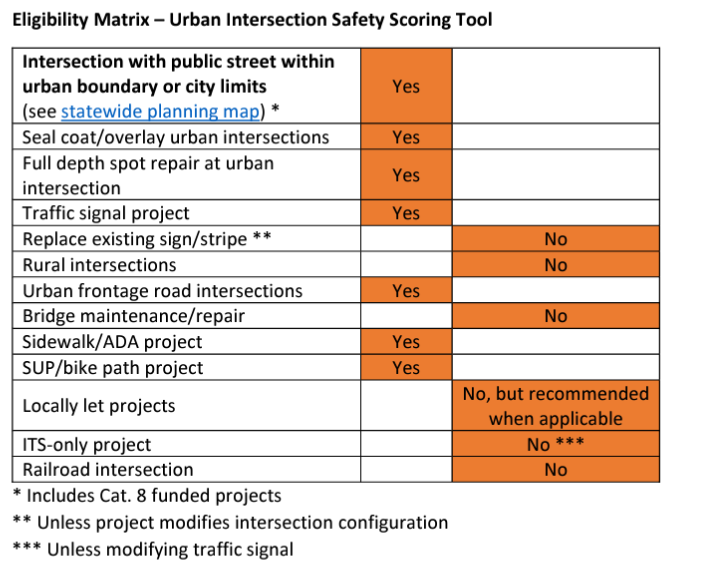 Eligibility Matrix – Urban Intersection Safety Scoring Tool
Intersection with public street within
urban boundary or city limits
(see statewide planning map) * Yes
Seal coat/overlay urban intersections Yes
Full depth spot repair at urban
intersection Yes
Traffic signal project Yes
Replace existing sign/stripe ** No
Rural intersections No
Urban frontage road intersections Yes
Bridge maintenance/repair No
Sidewalk/ADA project Yes
SUP/bike path project Yes
Locally let projects No, but recommended
when applicable
ITS-only project No ***
Railroad intersection No
* Includes Cat. 8 funded projects
** Unless project modifies intersection configuration
*** Unless modifying traffic signal